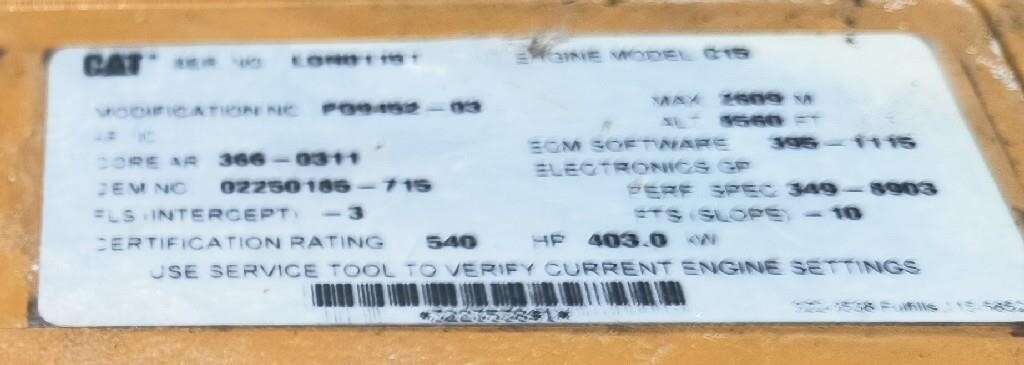 CAT SER NO ENGINE MODEL C15
MODIFICATION NO PG9452-03 MAX M
ALT FT
CORE AR 366-0311 ECM SOFTWARE 395-1115
ELECTRONICS GP
OEM NO 02250185-715 PERF SPEC 349-8903
FLS (INTERCEPT) -3 FTS (SLOPE) -10
CERTIFICATION RATING 540 HP 403.0 kW
USE SERVICE TOOL TO VERIFY CURRENT ENGINE SETTINGS